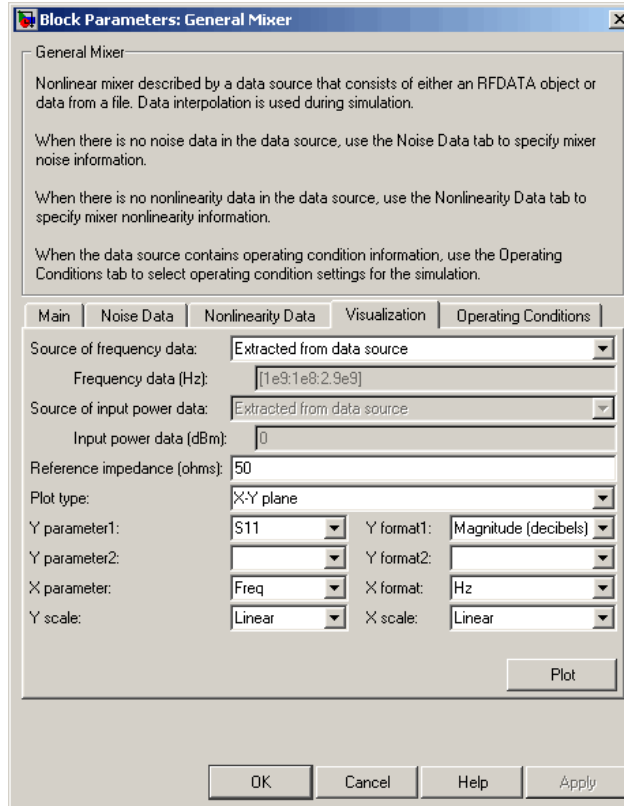 Block Parameters: General Mixer
General Mixer
Nonlinear mixer described by a data source that consists of either an RFDATA object or
data from a file. Data interpolation is used during simulation.
When there is no noise data in the data source, use the Noise Data tab to specify mixer
noise information.
When there is no nonlinearity data in the data source, use the Nonlinearity Data tab to
specify mixer nonlinearity information.
When the data source contains operating condition information, use the Operating
Conditions tab to select operating condition settings for the simulation.
Main Noise Data Nonlinearity Data Visualization Operating Conditions
Source of frequency data: Extracted from data source
Frequency data (Hz): [1e9:1e8:2.9e9]
Source of input power data: Extracted from data source
Input power data (dBm): 0
Reference impedance (ohms): 50
Plot type: X-Y plane
Y parameter1: S11 Y format1: Magnitude (decibels)
Y parameter2: Y format2:
X parameter: Freq X format: Hz
Y scale: Linear X scale: Linear
Plot
OK Cancel Help Apply